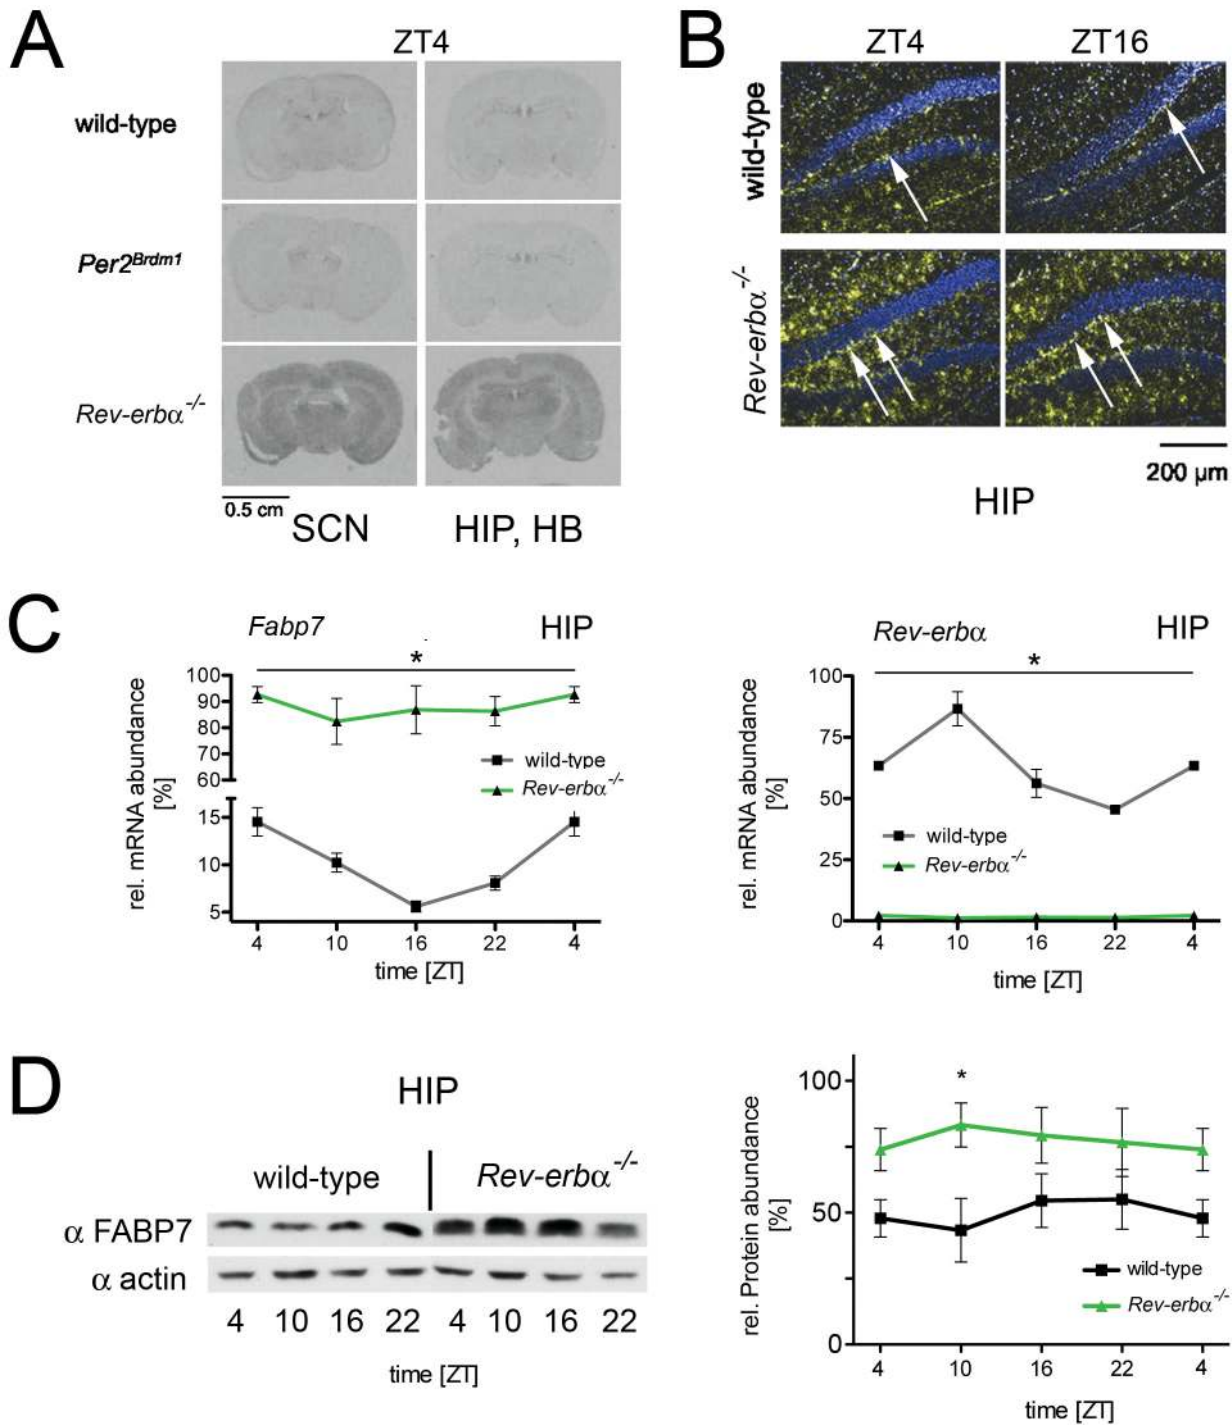 A
ZT4
wild-type
Per2Brdm1
Rev-erbα-/-
0.5 cm
SCN
HIP, HB
B
ZT4
ZT16
wild-type
Rev-erbα-/-
200 µm
HIP
C
Fabp7
HIP
*
rel. mRNA abundance
[%]
100
90
80
70
60
15
10
5
wild-type
Rev-erbα-/-
4 10 16 22 4
time [ZT]
Rev-erbα
HIP
*
rel. mRNA abundance
[%]
100
75
50
25
0
wild-type
Rev-erbα-/-
4 10 16 22 4
time [ZT]
D
HIP
wild-type
Rev-erbα-/-
α FABP7
α actin
4 10 16 22 4 10 16 22
time [ZT]
*
rel. Protein abundance
[%]
100
50
0
wild-type
Rev-erbα-/-
4 10 16 22 4
time [ZT]